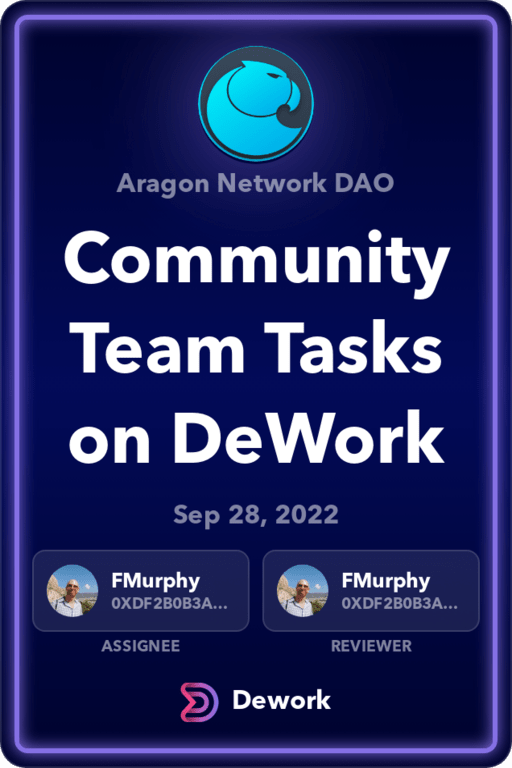 Aragon Network DAO
Community
Team Tasks
on DeWork
Sep 28, 2022
FMurphy
0XDF2B0B3A...
ASSIGNEE
FMurphy
0XDF2B0B3A...
REVIEWER
Dework